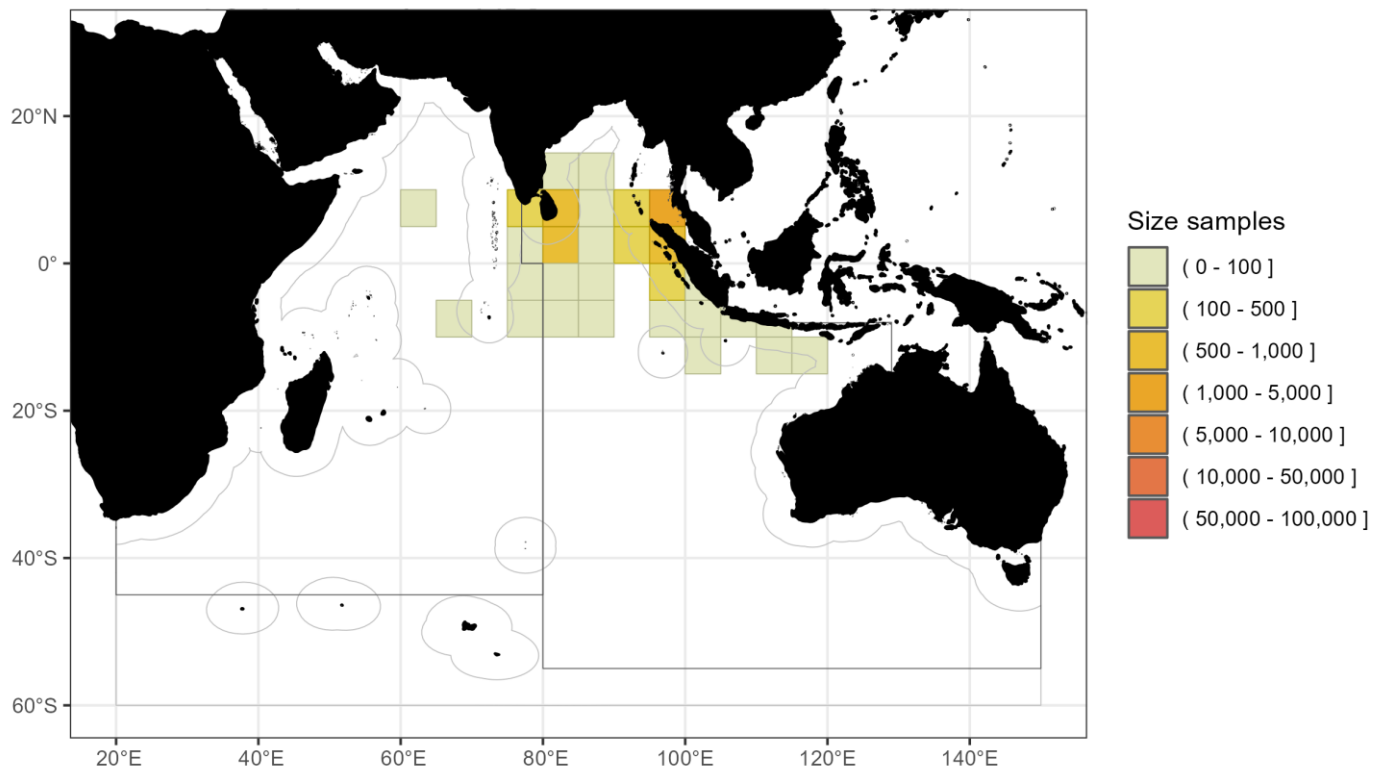 20°N
0°
20°S
40°S
60°S
20°E
40°E
60°E
80°E
100°E
120°E
140°E
Size samples
( 0 - 100 ]
( 100 - 500 ]
( 500 - 1,000 ]
( 1,000 - 5,000 ]
( 5,000 - 10,000 ]
( 10,000 - 50,000 ]
( 50,000 - 100,000 ]